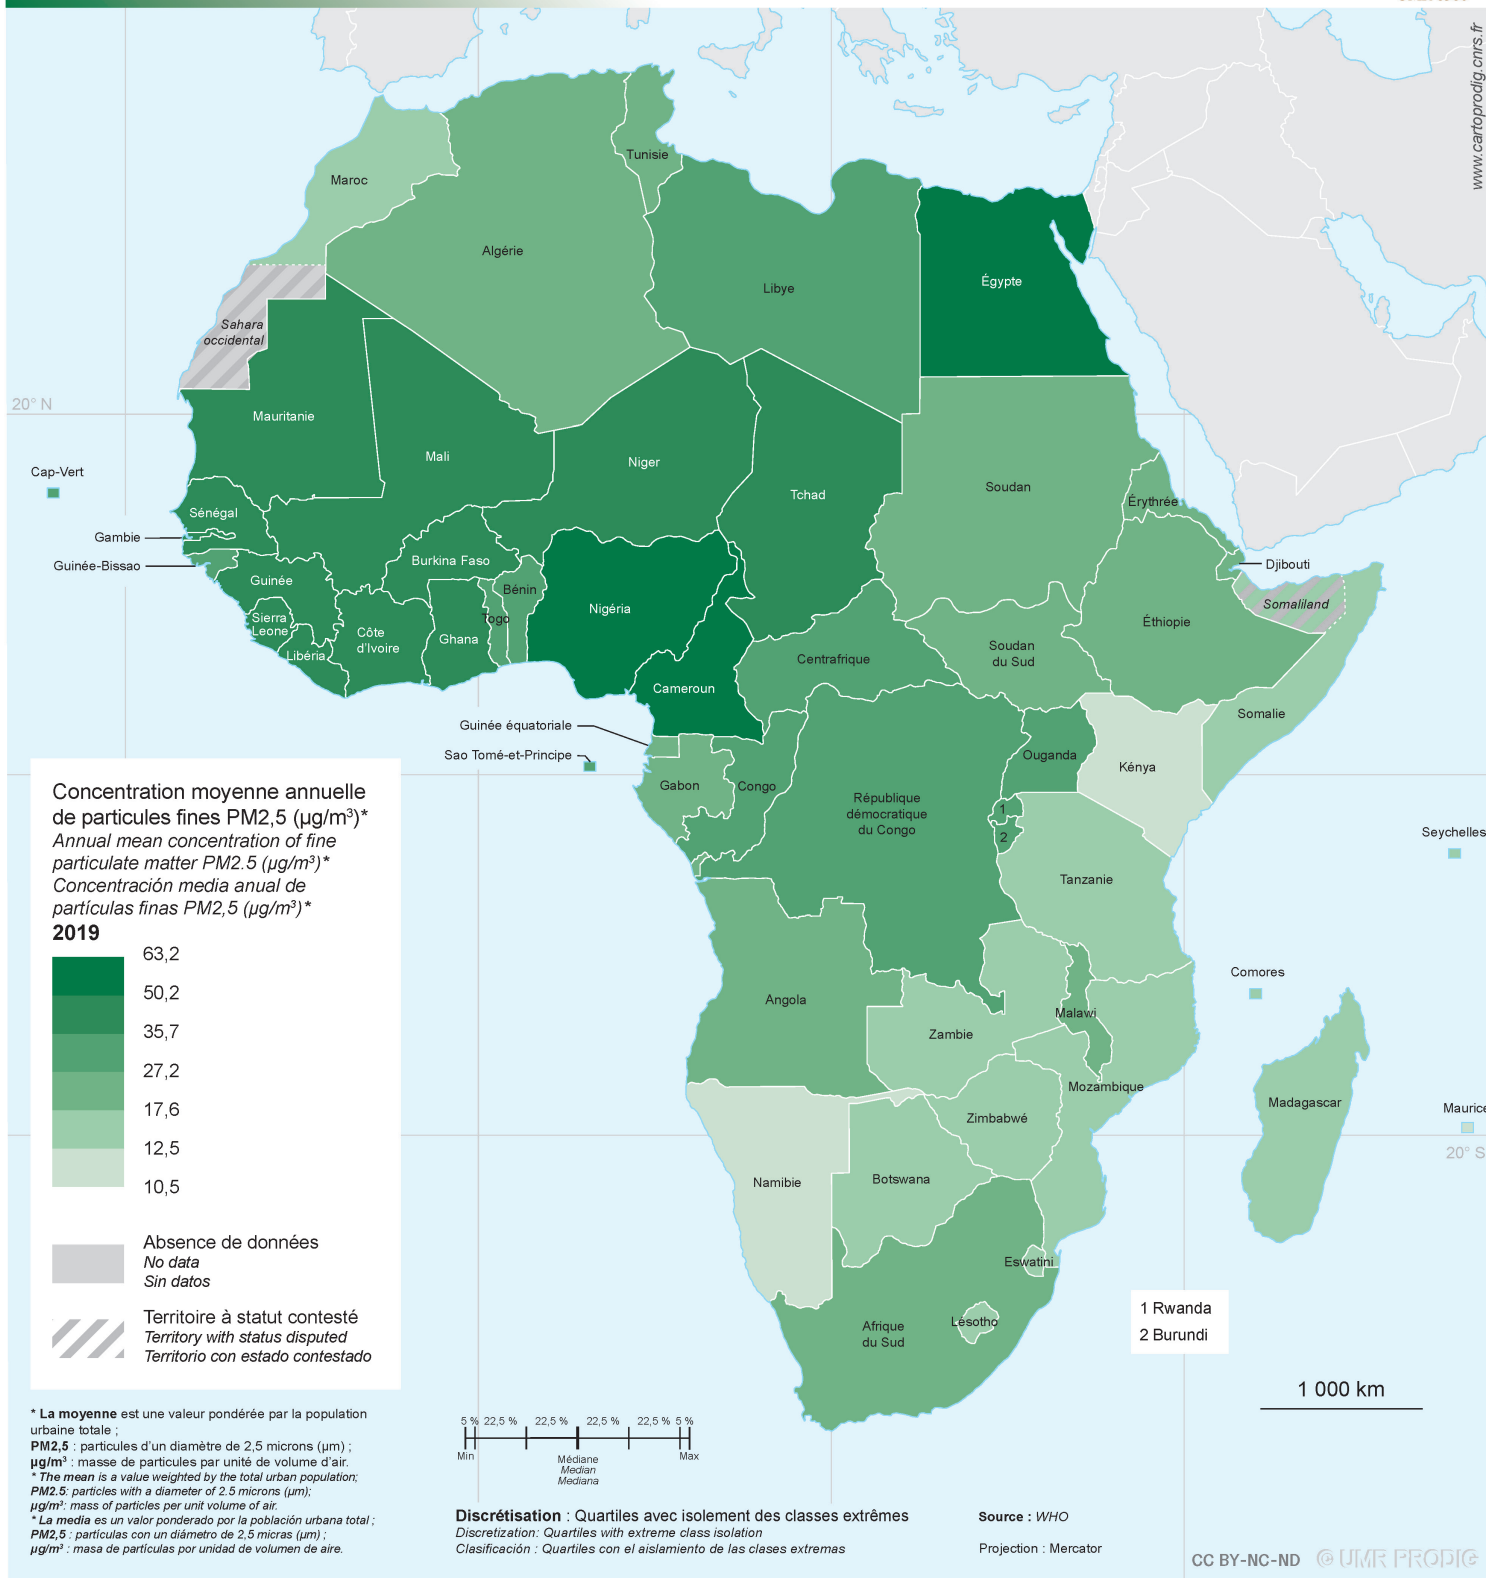 www.cartoprodig.cnrs.fr
Tunisie
Maroc
Algérie
Libye
Égypte
Sahara
occidental
20° N
Mauritanie
Mali
Niger
Tchad
Soudan
Érythrée
Cap-Vert
Sénégal
Gambie
Guinée-Bissao
Burkina Faso
Guinée
Bénin
Togo
Nigéria
Djibouti
Somaliland
Éthiopie
Sierra
Leone
Côte
d'Ivoire
Ghana
Libéria
Centrafrique
Soudan
du Sud
Cameroun
Somalie
Guinée équatoriale
Sao Tomé-et-Principe
Ouganda
Kénya
Gabon
Congo
République
démocratique
du Congo
1
2
Seychelles
Tanzanie
Comores
Angola
Malawi
Zambie
Mozambique
Madagascar
Maurice
Zimbabwé
20° S
Namibie
Botswana
Eswatini
Lesotho
Afrique
du Sud
Concentration moyenne annuelle
de particules fines PM2,5 (µg/m³)*
Annual mean concentration of fine
particulate matter PM2.5 (µg/m³)*
Concentración media anual de
partículas finas PM2,5 (µg/m³)*
2019
63,2
50,2
35,7
27,2
17,6
12,5
10,5
Absence de données
No data
Sin datos
Territoire à statut contesté
Territory with status disputed
Territorio con estado contestado
1 Rwanda
2 Burundi
1 000 km
* La moyenne est une valeur pondérée par la population
urbaine totale ;
PM2,5 : particules d'un diamètre de 2,5 microns (µm) ;
µg/m³ : masse de particules par unité de volume d'air.
* The mean is a value weighted by the total urban population;
PM2.5: particles with a diameter of 2.5 microns (µm);
µg/m³: mass of particles per unit volume of air.
* La media es un valor ponderado por la población urbana total ;
PM2,5 : partículas con un diámetro de 2,5 micras (µm) ;
µg/m³ : masa de partículas por unidad de volumen de aire.
5 % 22,5 % 22,5 % 22,5 % 22,5 % 5 %
Min Médiane Max
Median
Mediana
Discrétisation : Quartiles avec isolement des classes extrêmes
Discretization: Quartiles with extreme class isolation
Clasificación : Quartiles con el aislamiento de las clases extremas
Source : WHO
Projection : Mercator
CC BY-NC-ND © UMR PRODIG